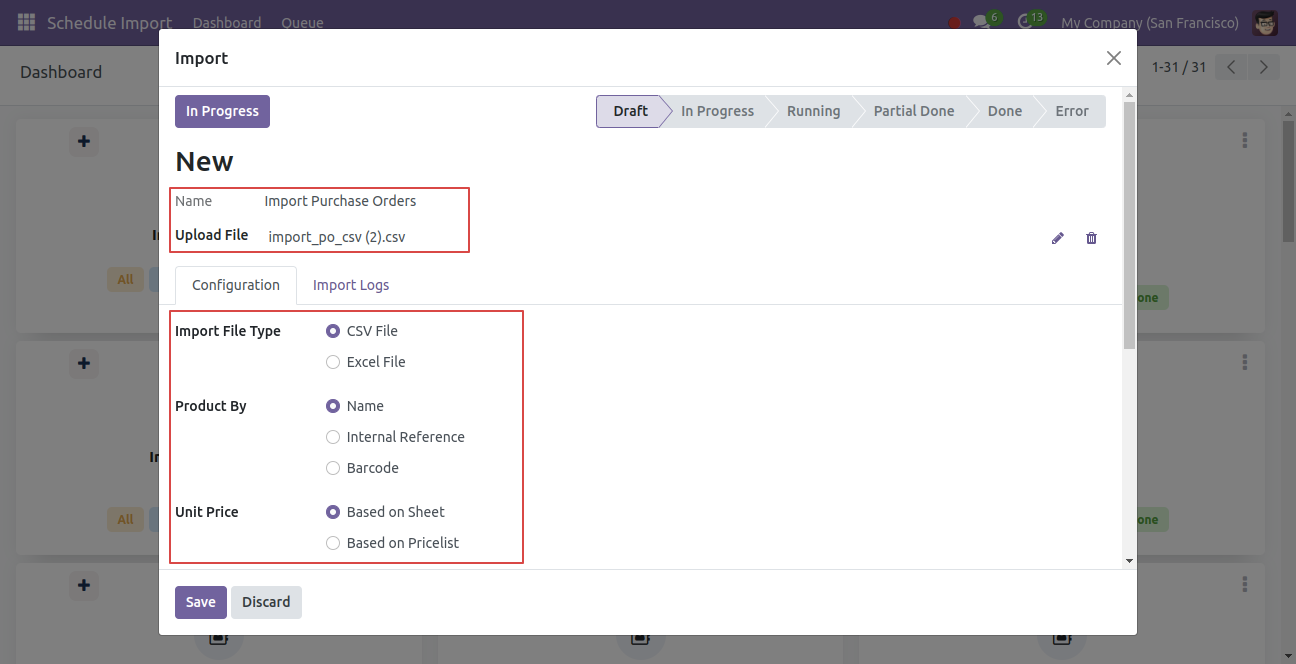 Schedule Import Dashboard Queue 6 13 My Company (San Francisco)
Import
Dashboard 1-31 / 31
In Progress Draft In Progress Running Partial Done Done Error
New
Name Import Purchase Orders
Upload File import_po_csv (2).csv
Configuration Import Logs
All
Import File Type CSV File
Excel File
Product By Name
Internal Reference
Barcode
Unit Price Based on Sheet
All
Based on Pricelist
Save Discard